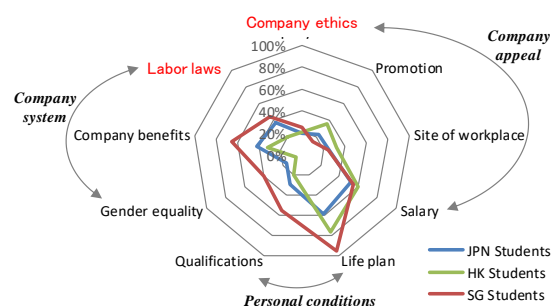 Company ethics
Company
appeal
100%
80%
60%
40%
20%
0%
Labor laws
Promotion
Company
system
Company benefits
Site of workplace
Gender equality
Salary
Qualifications
Life plan
Personal conditions
JPN Students
HK Students
SG Students